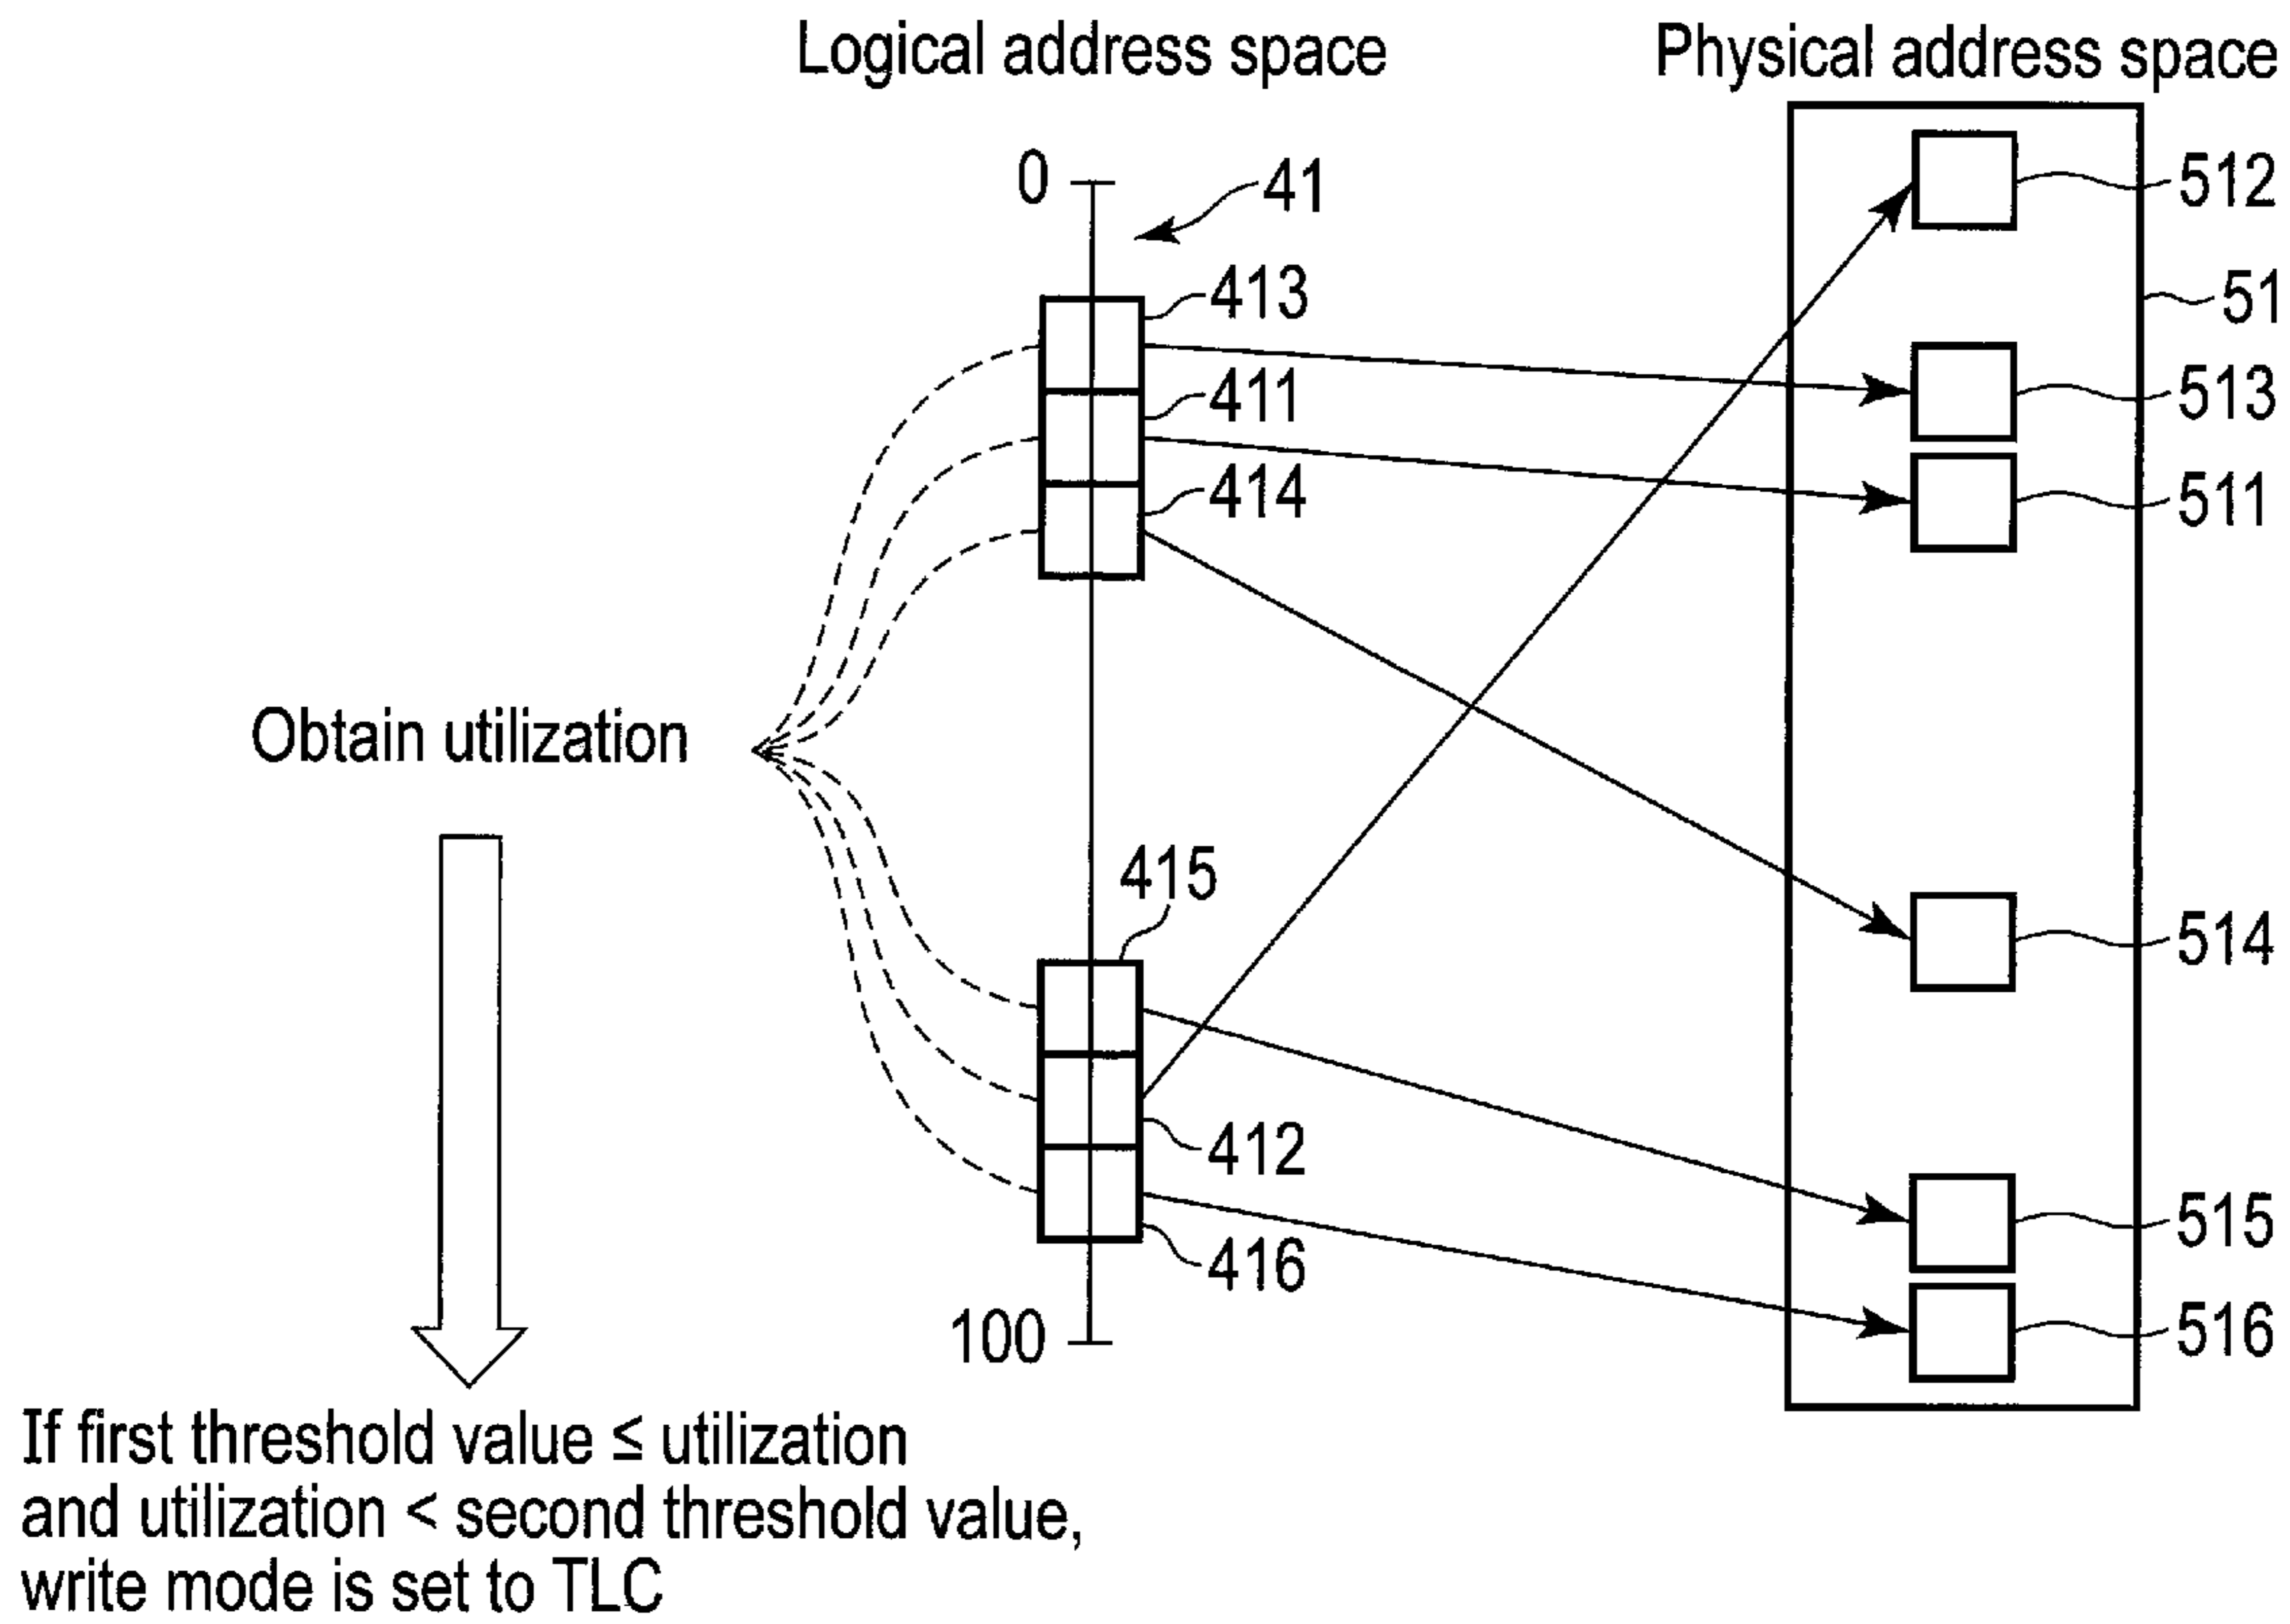 Logical address space
Physical address space
0
41
512
413
51
411
513
414
511
Obtain utilization
415
514
412
515
416
516
100
If first threshold value ≤ utilization
and utilization < second threshold value,
write mode is set to TLC